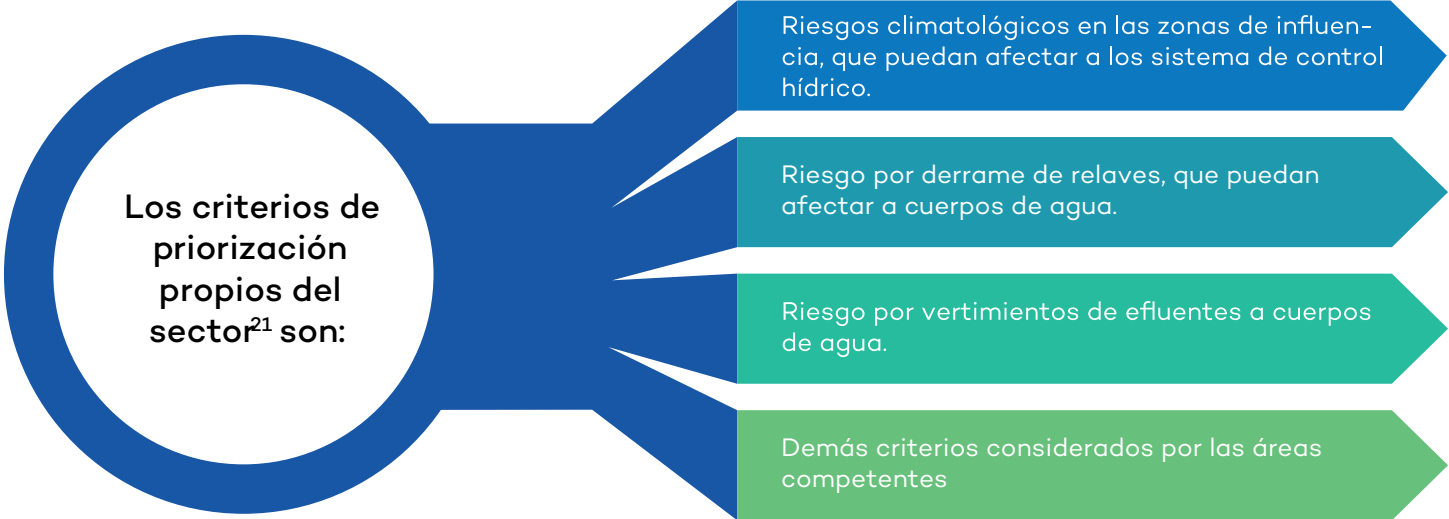 Los criterios de
priorización
propios del
sector²¹ son:
Riesgos climatológicos en las zonas de influen-
cia, que puedan afectar a los sistema de control
hídrico.
Riesgo por derrame de relaves, que puedan
afectar a cuerpos de agua.
Riesgo por vertimientos de efluentes a cuerpos
de agua.
Demás criterios considerados por las áreas
competentes